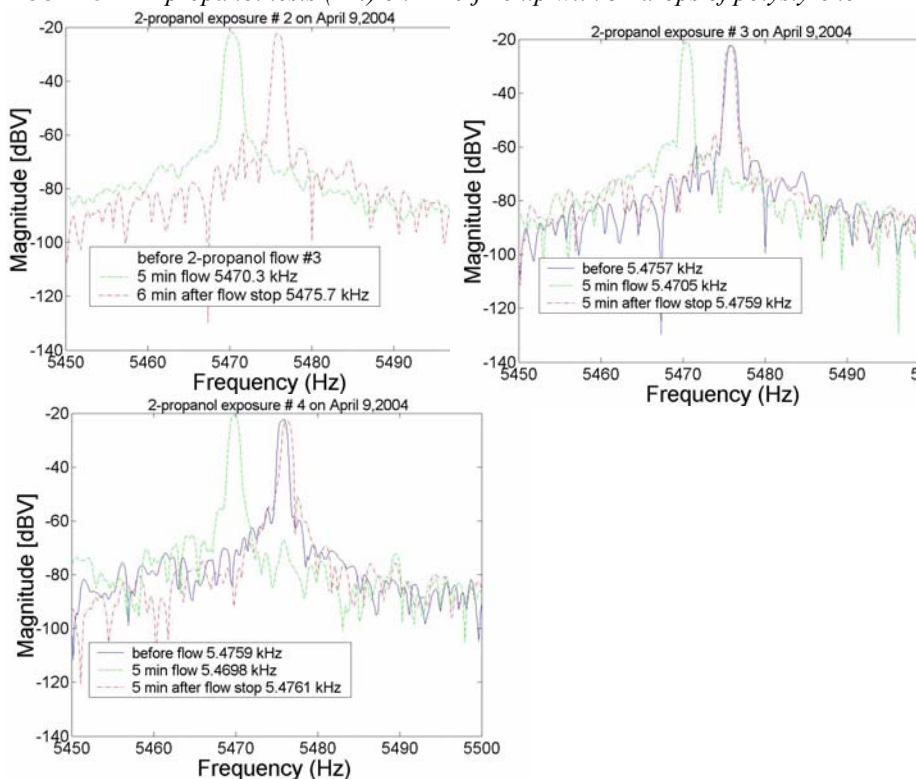 2-propanol exposure # 2 on April 9,2004
-20
-40
-60
-80
-100
-120
-140
Magnitude [dBV]
before 2-propanol flow #3
5 min flow 5470.3 kHz
6 min after flow stop 5475.7 kHz
5450 5460 5470 5480 5490
Frequency (Hz)
2-propanol exposure # 3 on April 9,2004
-20
-40
-60
-80
-100
-120
-140
Magnitude [dBV]
before 5.4757 kHz
5 min flow 5.4705 kHz
5 min after flow stop 5.4759 kHz
5450 5460 5470 5480 5490
Frequency (Hz)
2-propanol exposure # 4 on April 9,2004
-20
-40
-60
-80
-100
-120
-140
Magnitude [dBV]
before flow 5.4759 kHz
5 min flow 5.4698 kHz
5 min after flow stop 5.4761 kHz
5450 5460 5470 5480 5490 5500
Frequency (Hz)